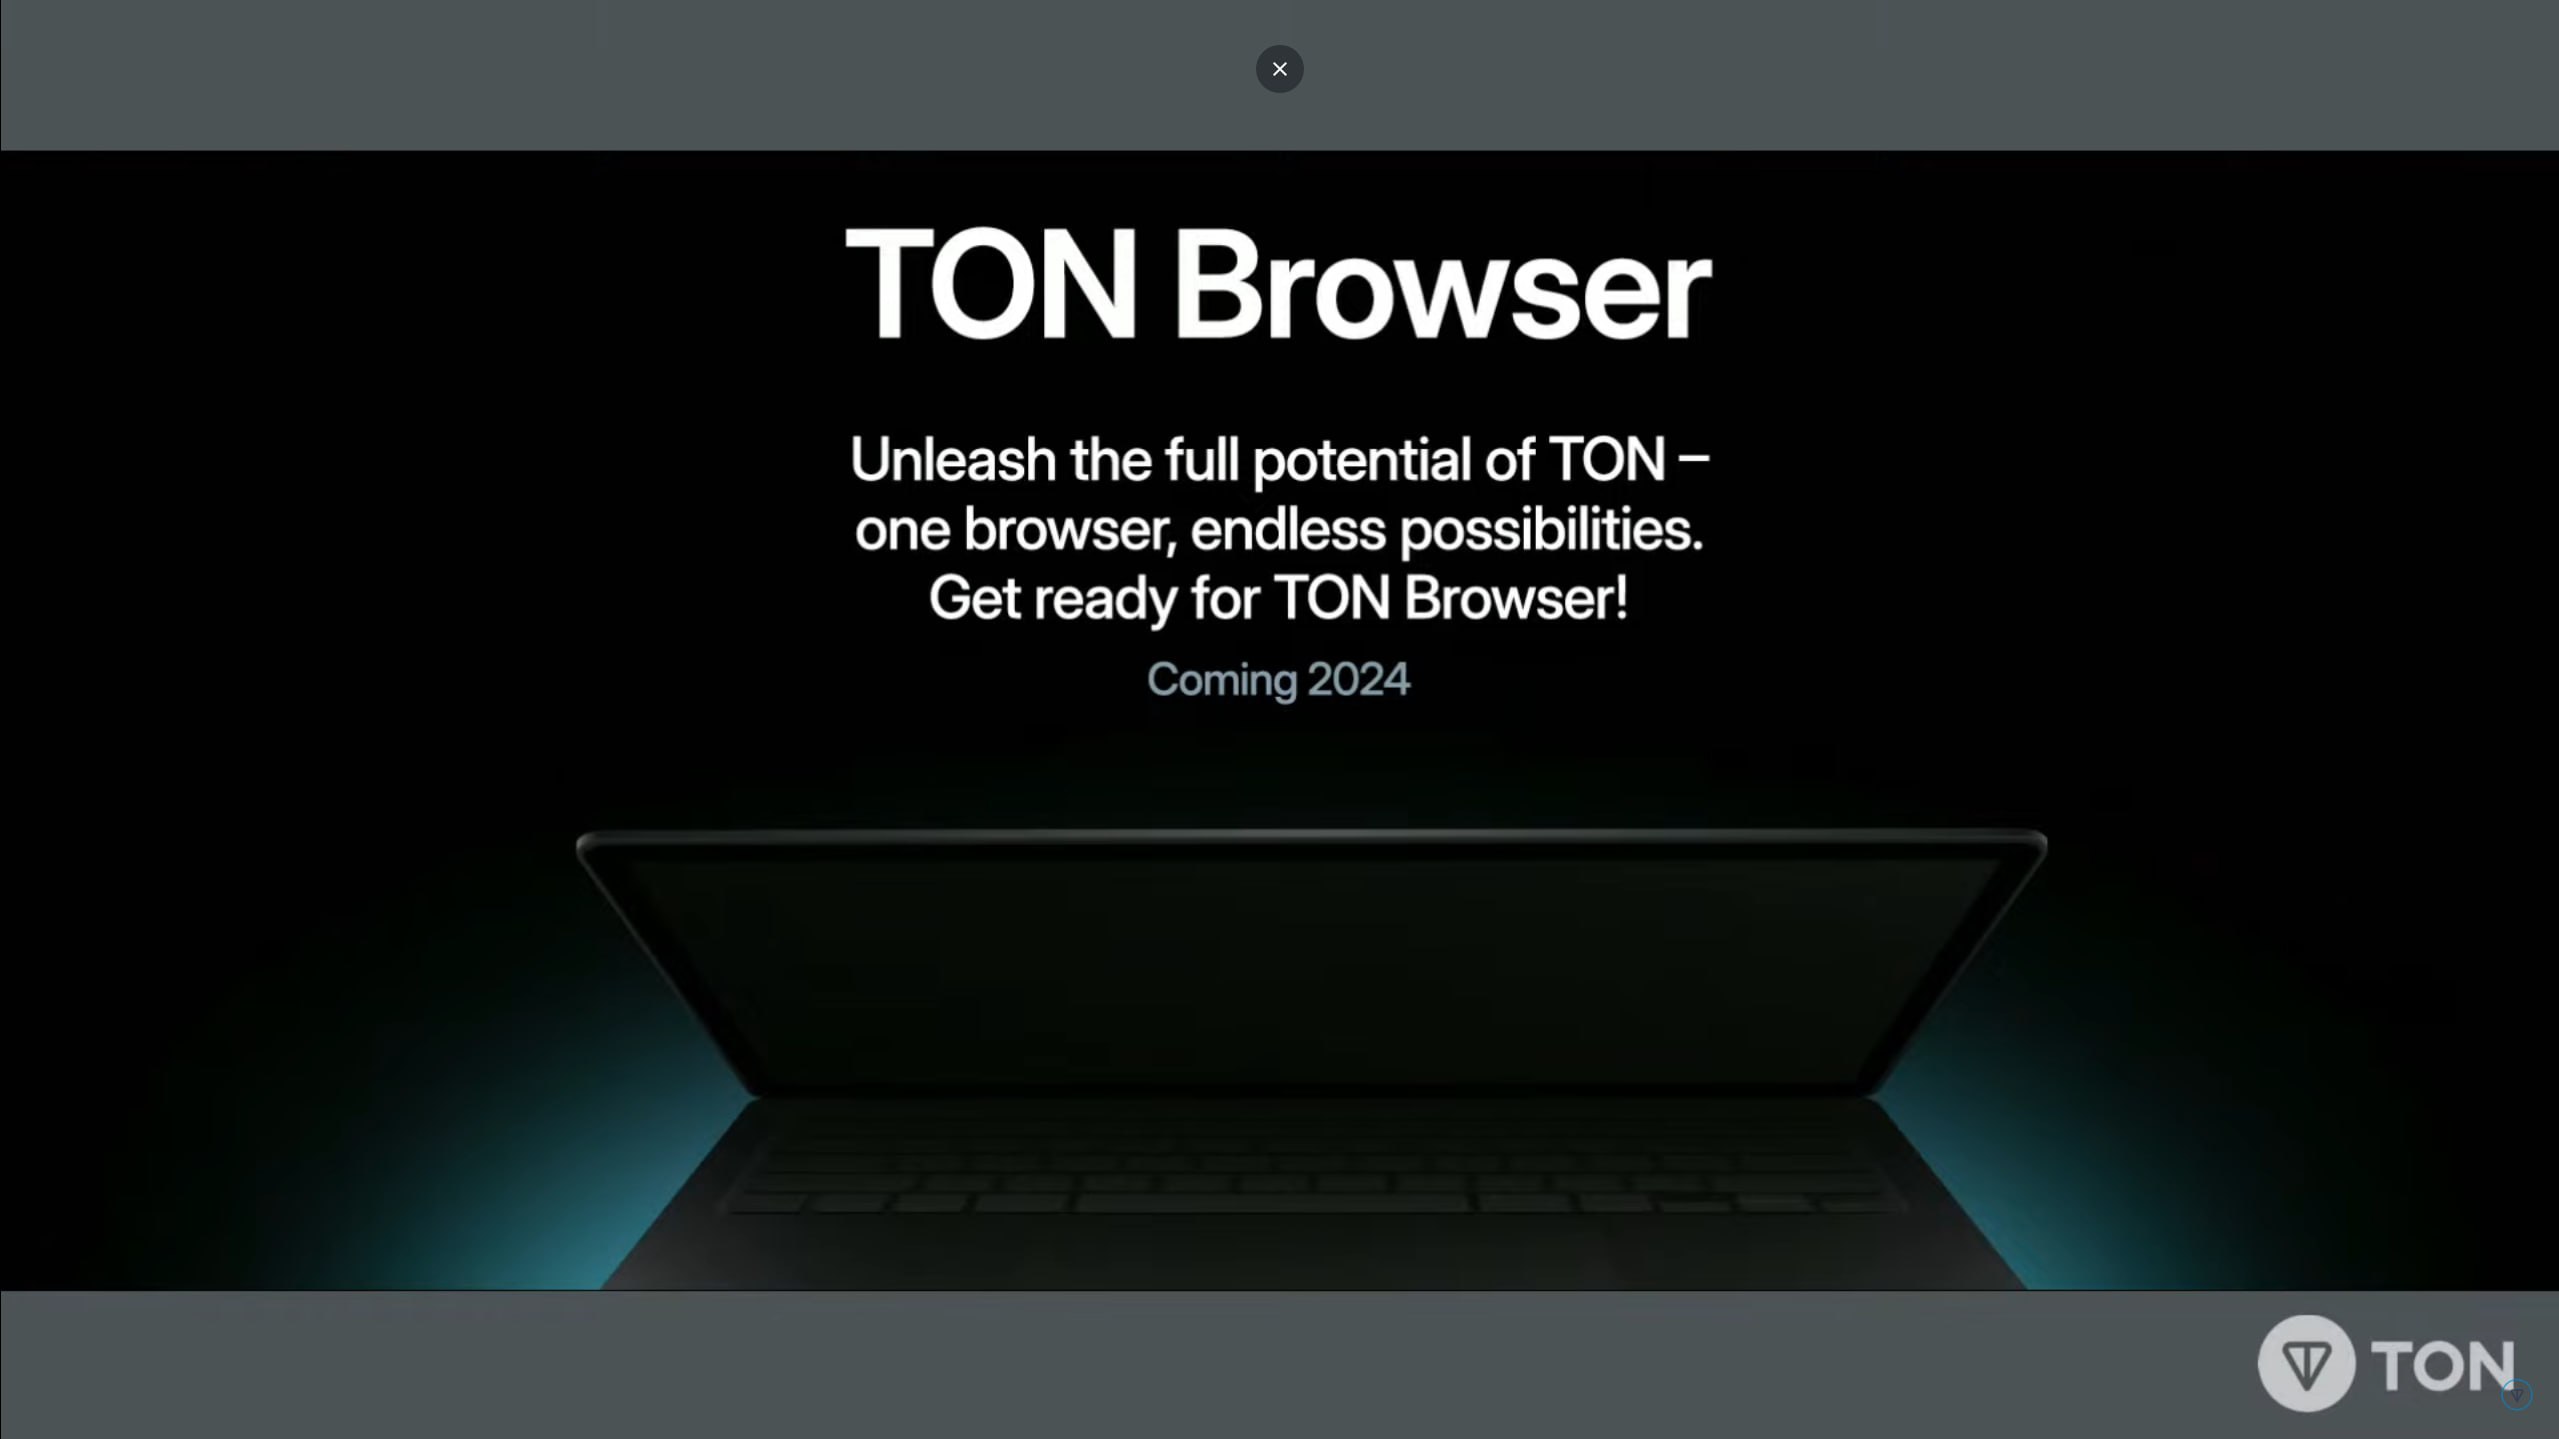 TON Browser
Unleash the full potential of TON –
one browser, endless possibilities.
Get ready for TON Browser!
Coming 2024
TON